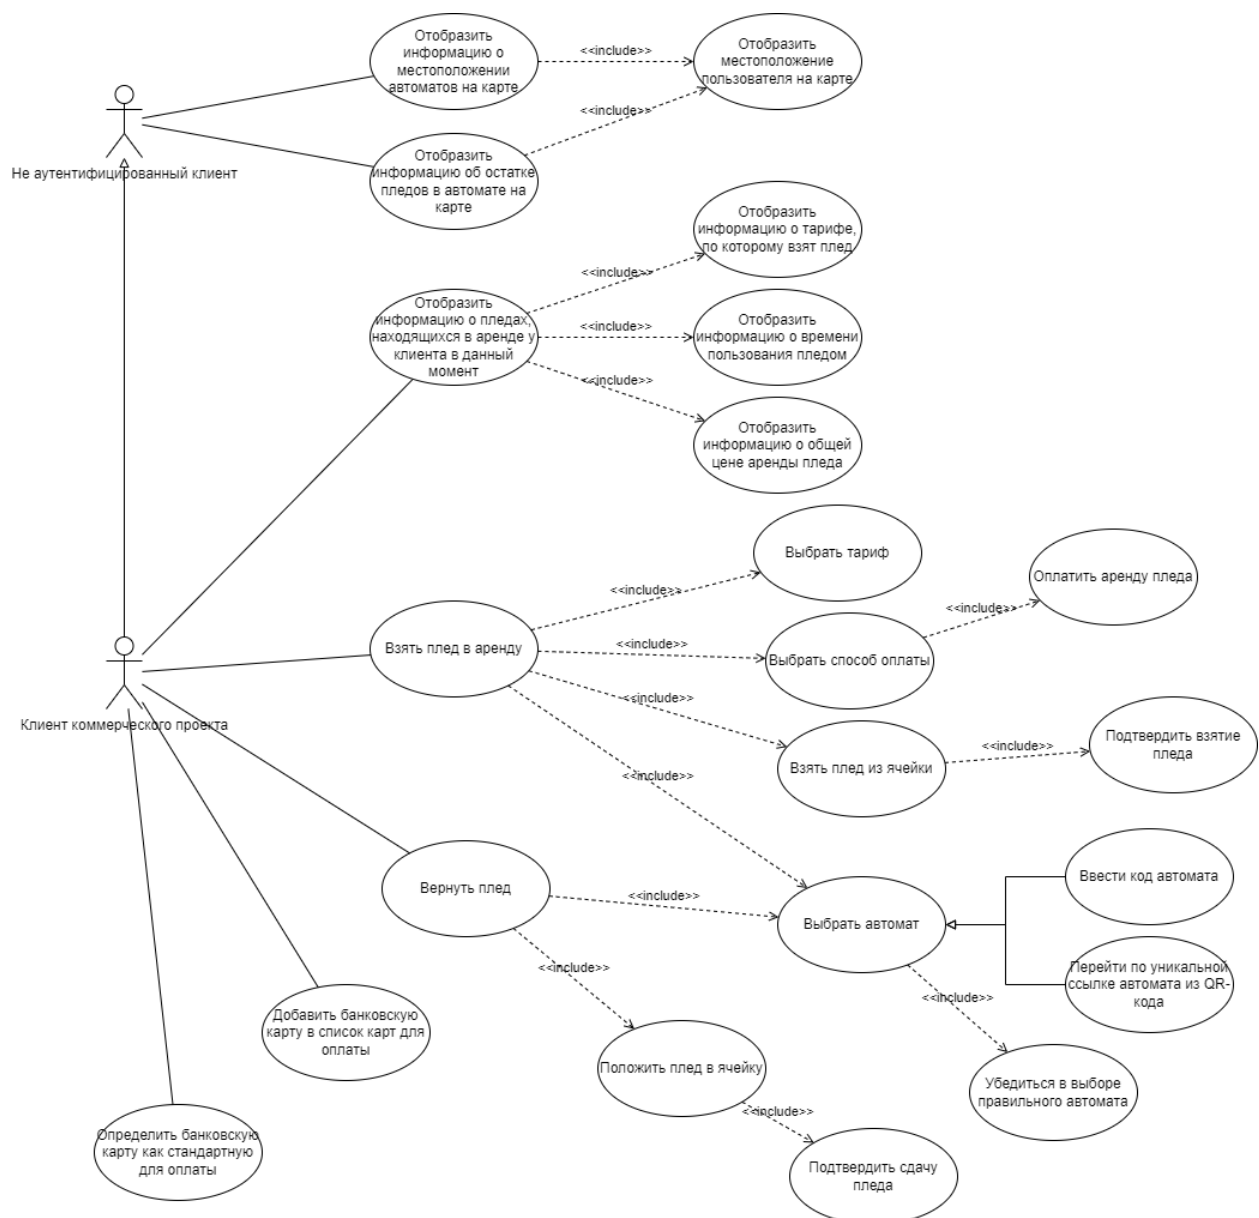 Отобразить
информацию о
местоположении
автоматов на карте
<<include>>
Отобразить
местоположение
пользователя на карте
<<include>>
Не аутентифицированный клиент
Отобразить
информацию об остатке
пледов в автомате на
карте
Отобразить
информацию о тарифе,
по которому взят плед
<<include>>
Отобразить
информацию о пледах,
находящихся в аренде у
клиента в данный
момент
<<include>>
Отобразить
информацию о времени
пользования пледом
<<include>>
Отобразить
информацию о общей
цене аренды пледа
Выбрать тариф
<<include>>
Оплатить аренду пледа
<<include>>
Взять плед в аренду
<<include>>
Выбрать способ оплаты
<<include>>
Клиент коммерческого проекта
Взять плед из ячейки
<<include>>
Подтвердить взятие
пледа
<<include>>
Вернуть плед
<<include>>
Выбрать автомат
Ввести код автомата
Перейти по уникальной
ссылке автомата из QR-
кода
<<include>>
<<include>>
Добавить банковскую
карту в список карт для
оплаты
Положить плед в ячейку
Убедиться в выборе
правильного автомата
<<include>>
Определить банковскую
карту как стандартную
для оплаты
Подтвердить сдачу
пледа